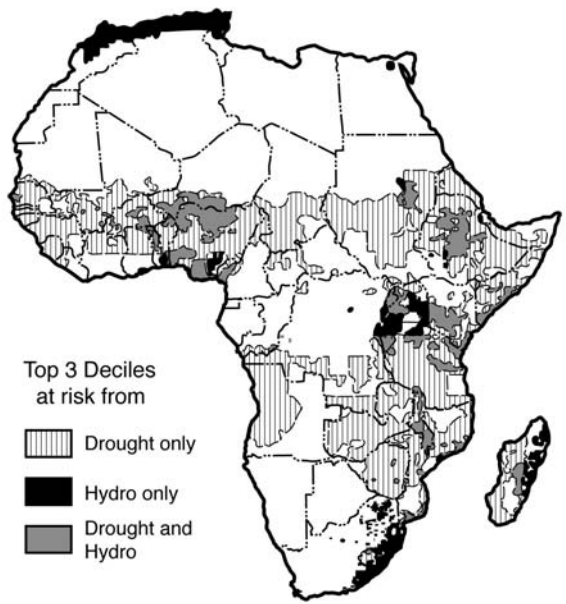 Top 3 Deciles
at risk from
Drought only
Hydro only
Drought and
Hydro